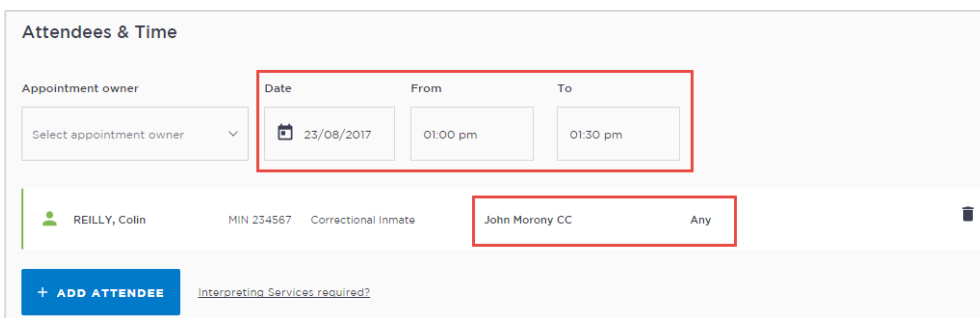 Attendees & Time
Appointment owner Date From To
Select appointment owner 23/08/2017 01:00 pm 01:30 pm
REILLY, Colin MIN 234567 Correctional Inmate John Morony CC Any
+ ADD ATTENDEE Interpreting Services required?